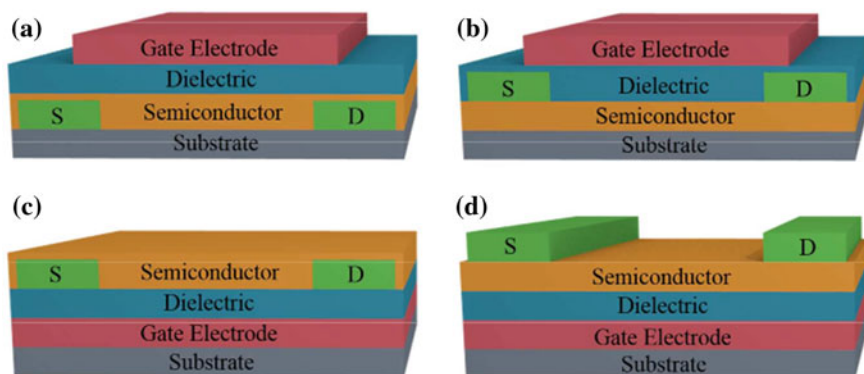 (a)
Gate Electrode
Dielectric
S Semiconductor D
Substrate
(b)
Gate Electrode
S Dielectric D
Semiconductor
Substrate
(c)
S Semiconductor D
Dielectric
Gate Electrode
Substrate
(d)
S D
Semiconductor
Dielectric
Gate Electrode
Substrate